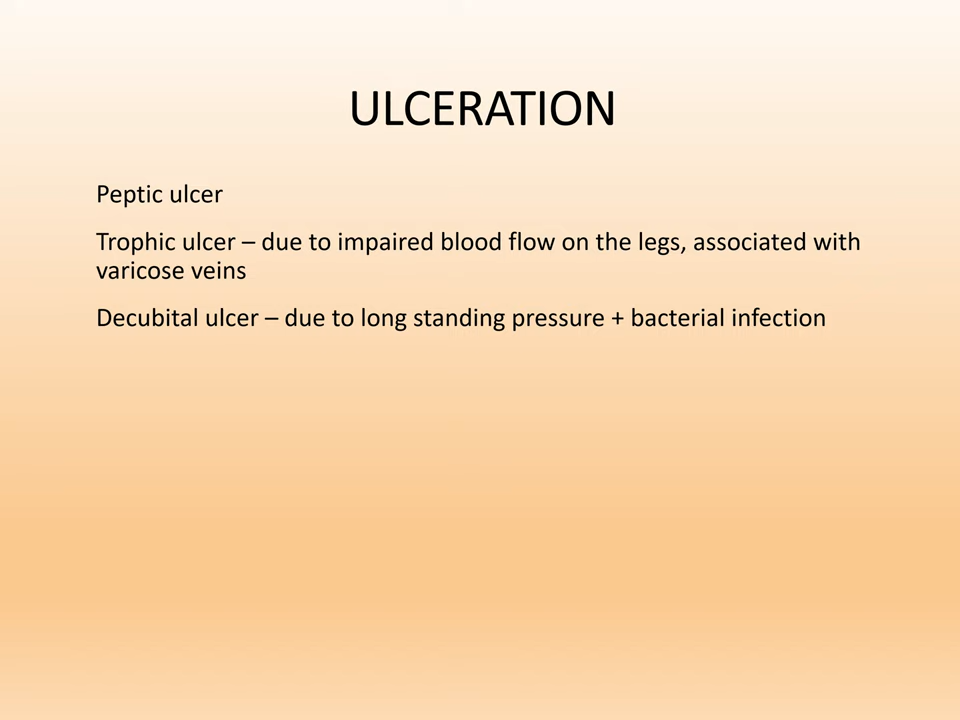 ULCERATION
Peptic ulcer
Trophic ulcer – due to impaired blood flow on the legs, associated with
varicose veins
Decubital ulcer – due to long standing pressure + bacterial infection